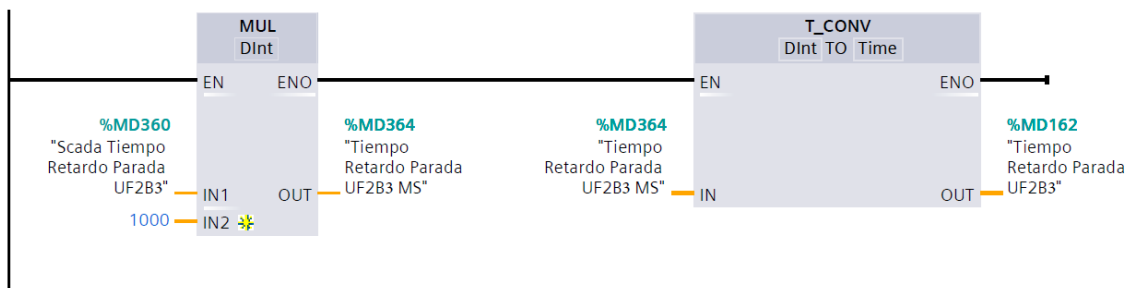 MUL
DInt
EN ENO
%MD360
"Scada Tiempo
Retardo Parada
UF2B3"
IN1
1000
IN2
OUT
%MD364
"Tiempo
Retardo Parada
UF2B3 MS"
T_CONV
DInt TO Time
EN ENO
%MD364
"Tiempo
Retardo Parada
UF2B3 MS"
IN
OUT
%MD162
"Tiempo
Retardo Parada
UF2B3"